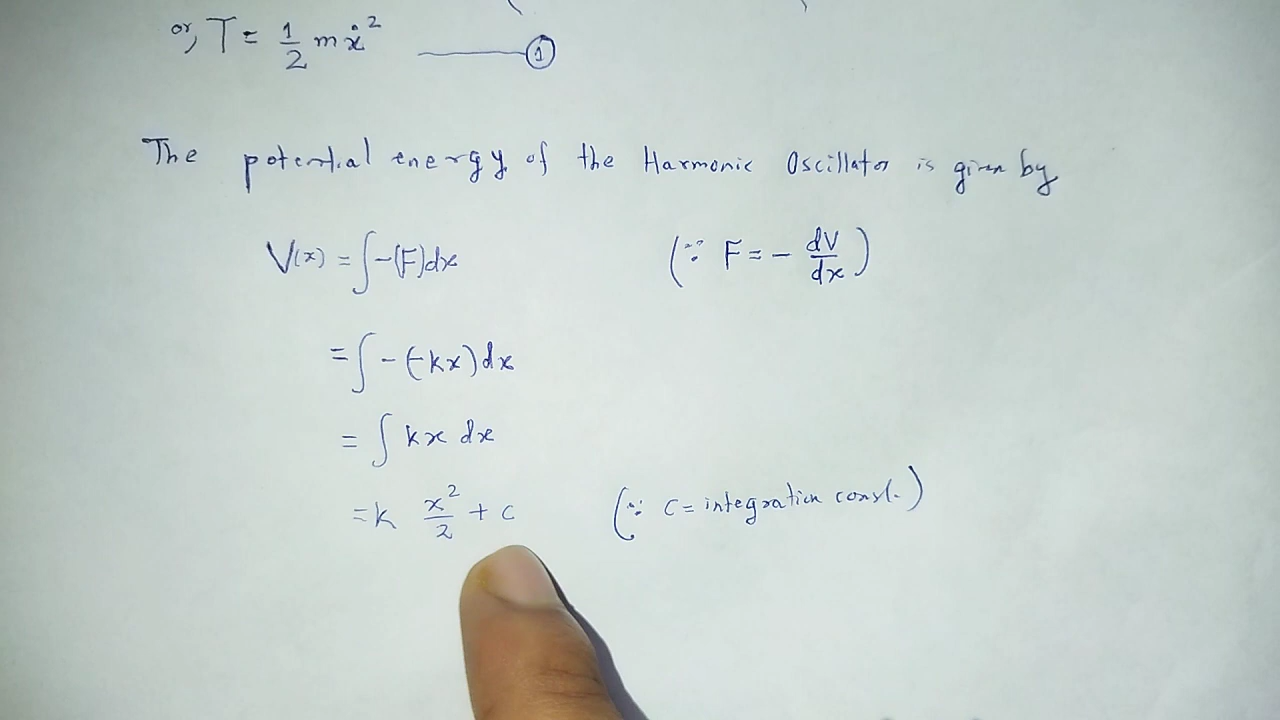 or, T = 1/2 mẋ² ——— ①
The potential energy of the Harmonic Oscillator is given by
V(x) = ∫-(F)dx (∵ F = - dV/dx)
= ∫ - (-kx) dx
= ∫ kx dx
= k x²/2 + c (∵ c = integration const.)